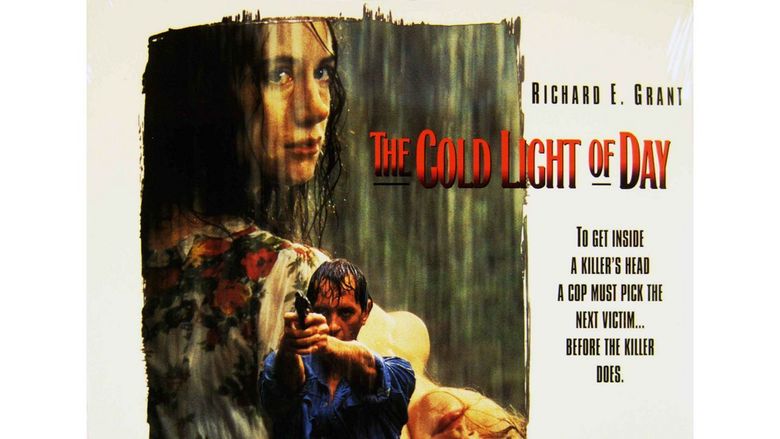 RICHARD E. GRANT
THE COLD LIGHT OF DAY
TO GET INSIDE
A KILLER'S HEAD
A COP MUST PICK THE
NEXT VICTIM...
BEFORE THE KILLER
DOES.